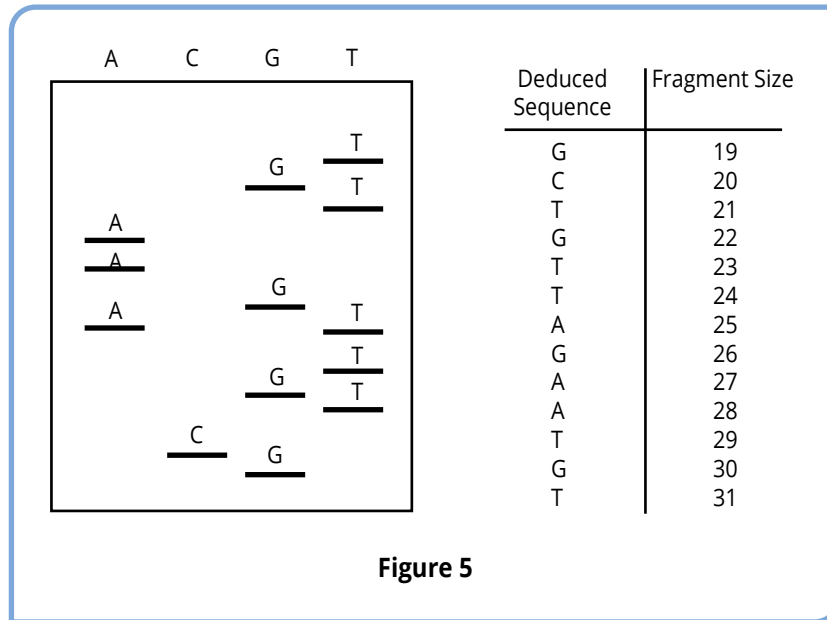 A C G T
T
G
T
A
A
G
A
T
T
G
T
C
G
Deduced Sequence
Fragment Size
G 19
C 20
T 21
G 22
T 23
T 24
A 25
G 26
A 27
A 28
T 29
G 30
T 31
Figure 5